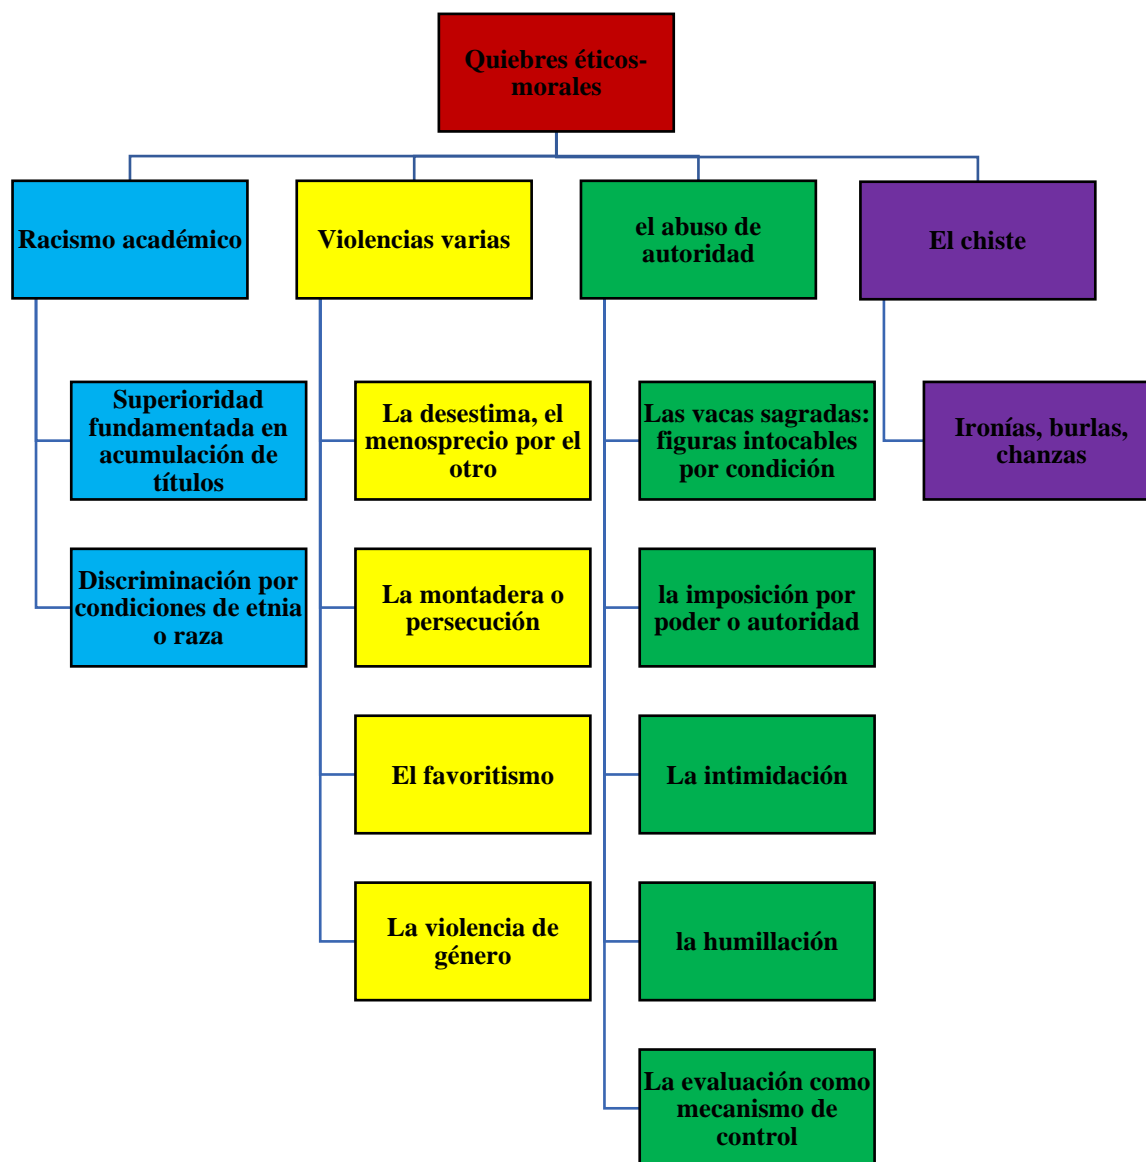 Quiebres éticos-
morales
Racismo académico
Violencias varias
el abuso de
autoridad
El chiste
Superioridad
fundamentada en
acumulación de
títulos
La desestima, el
menosprecio por el
otro
Las vacas sagradas:
figuras intocables
por condición
Ironías, burlas,
chanzas
Discriminación por
condiciones de etnia
o raza
La montadera o
persecución
la imposición por
poder o autoridad
El favoritismo
La intimidación
La violencia de
género
la humillación
La evaluación como
mecanismo de
control